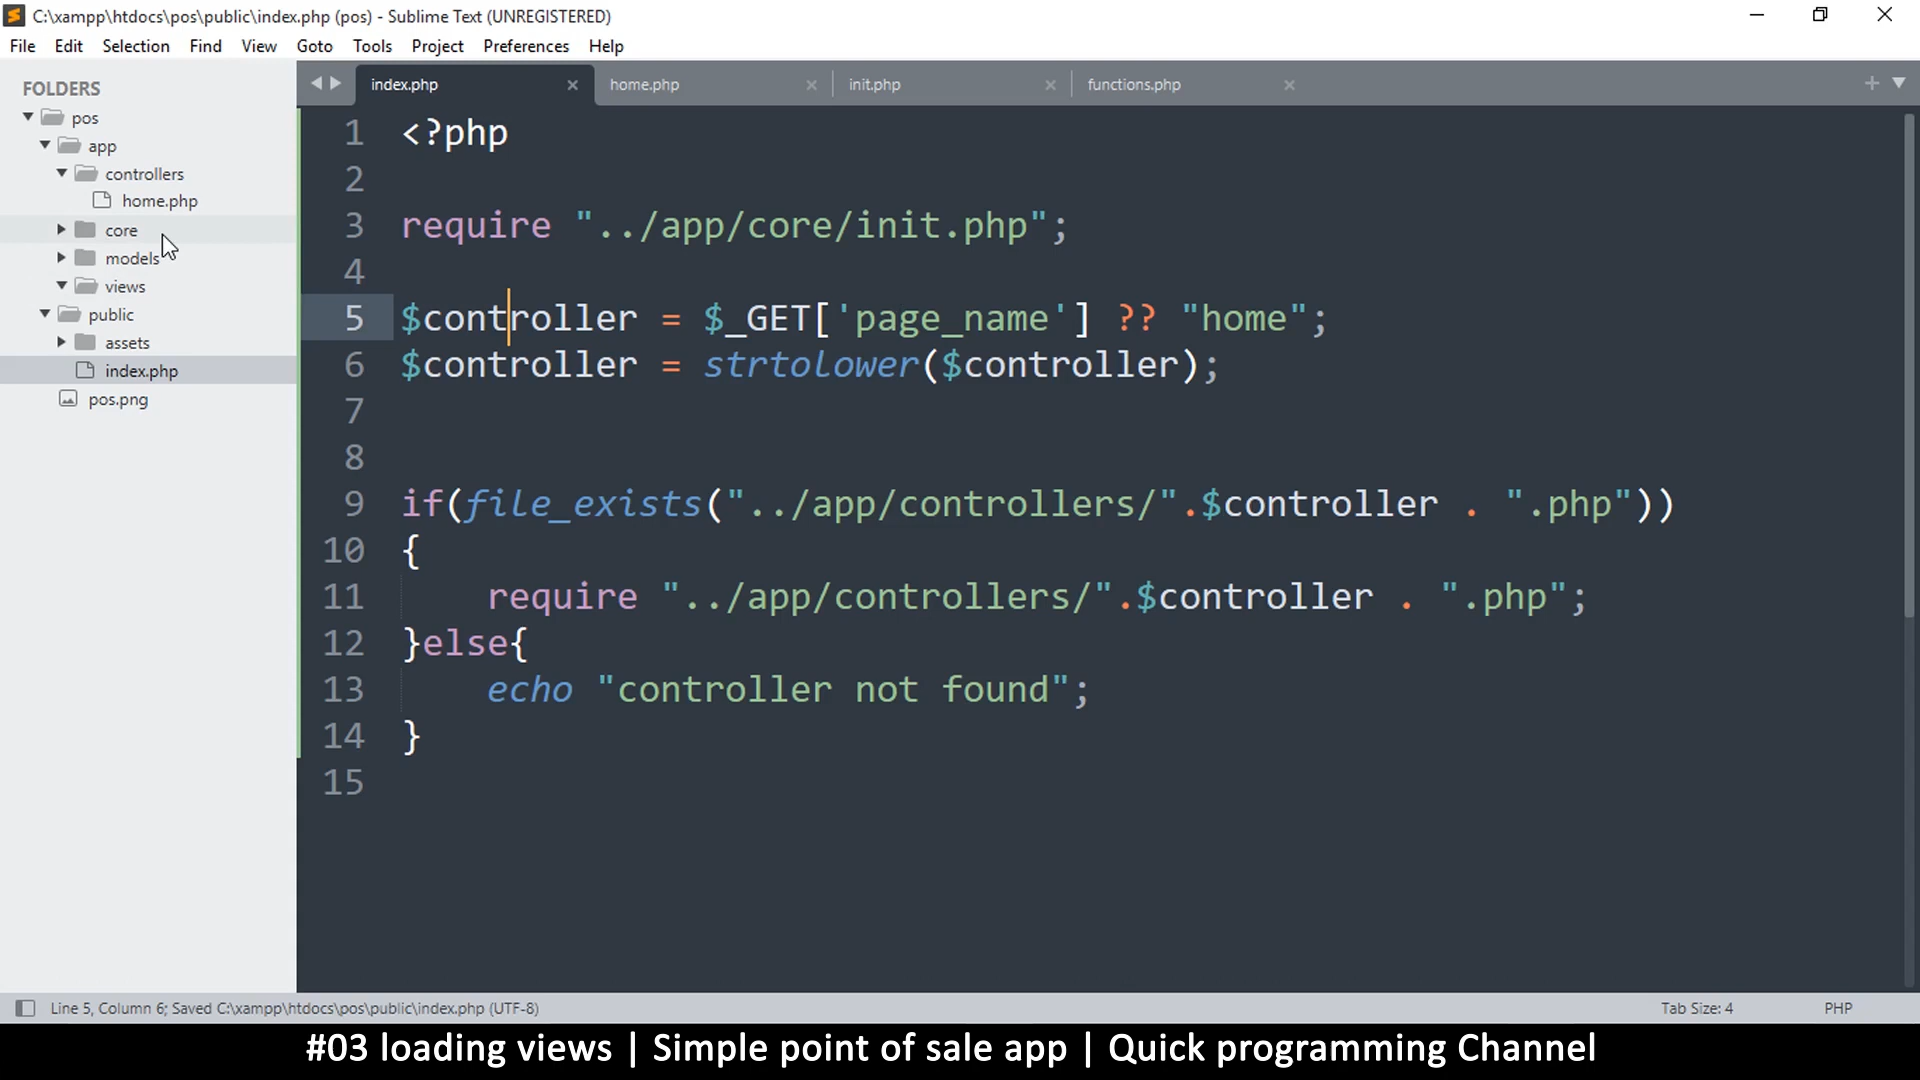 C:\xampp\htdocs\pos\public\index.php (pos) - Sublime Text (UNREGISTERED)
File Edit Selection Find View Goto Tools Project Preferences Help
FOLDERS
pos
app
controllers
home.php
core
models
views
public
assets
index.php
pos.png
index.php home.php init.php functions.php
1 <?php
2
3 require "../app/core/init.php";
4
5 $controller = $_GET['page_name'] ?? "home";
6 $controller = strtolower($controller);
7
8
9 if(file_exists("../app/controllers/".$controller . ".php"))
10 {
11 require "../app/controllers/".$controller . ".php";
12 }else{
13 echo "controller not found";
14 }
15
Line 5, Column 6; Saved C:\xampp\htdocs\pos\public\index.php (UTF-8) Tab Size: 4 PHP
#03 loading views | Simple point of sale app | Quick programming Channel